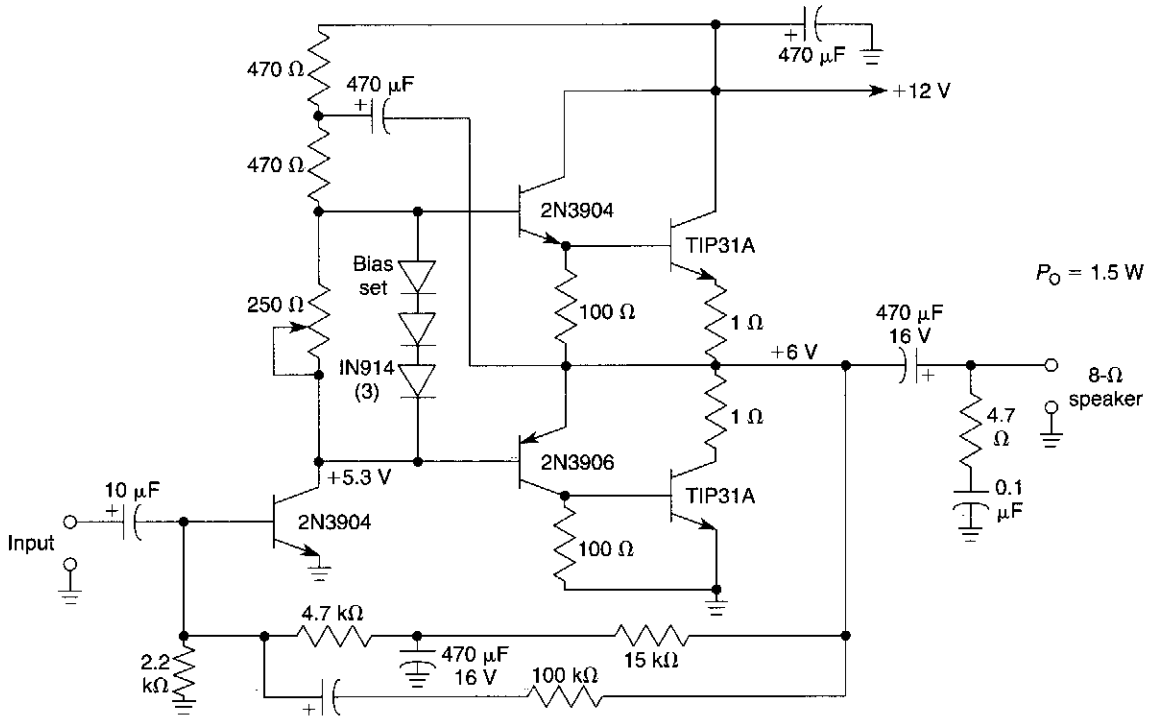 470 Ω
470 μF
+
470 Ω
+
470 μF
+12 V
2N3904
TIP31A
Bias
set
250 Ω
IN914
(3)
100 Ω
1 Ω
P_O = 1.5 W
470 μF
16 V
+
+6 V
8-Ω
speaker
4.7
Ω
0.1
μF
1 Ω
2N3906
TIP31A
+5.3 V
10 μF
+
Input
2N3904
100 Ω
4.7 kΩ
470 μF
16 V
15 kΩ
2.2
kΩ
+
100 kΩ